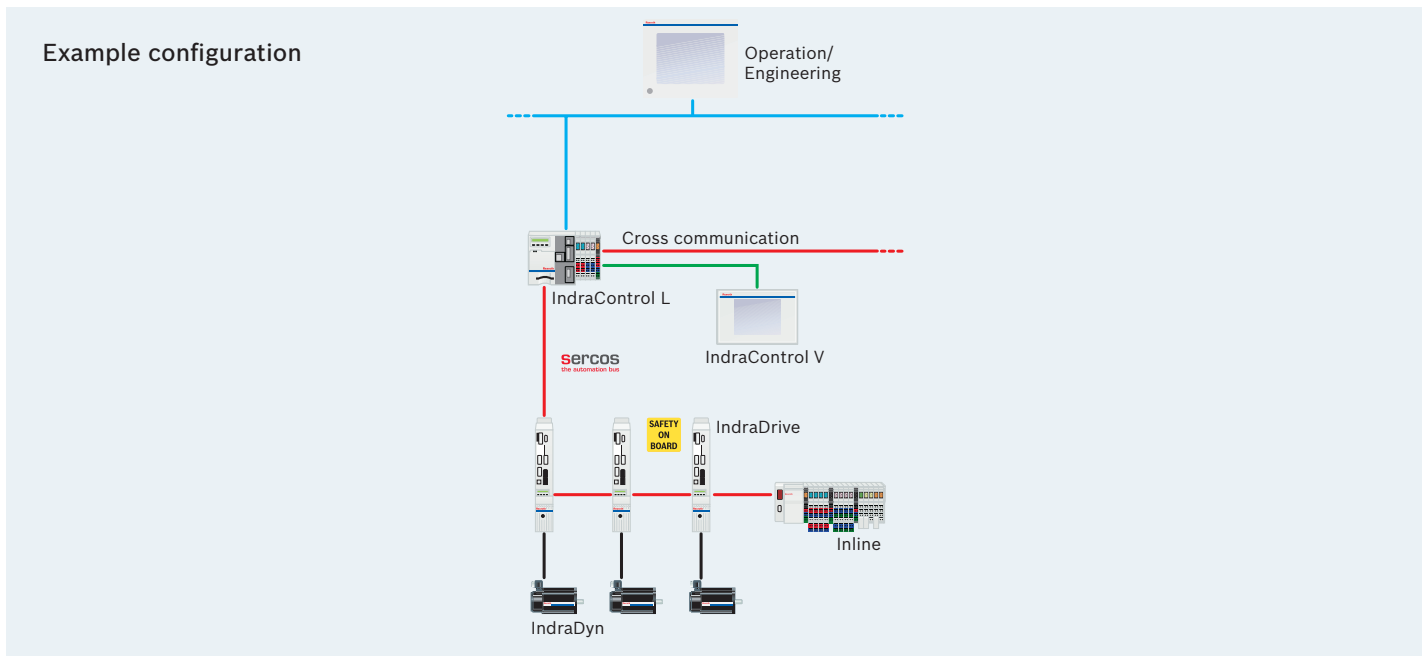 Example configuration
Operation/
Engineering
Cross communication
IndraControl L
IndraControl V
sercos
the automation bus
SAFETY
ON
BOARD
IndraDrive
Inline
IndraDyn